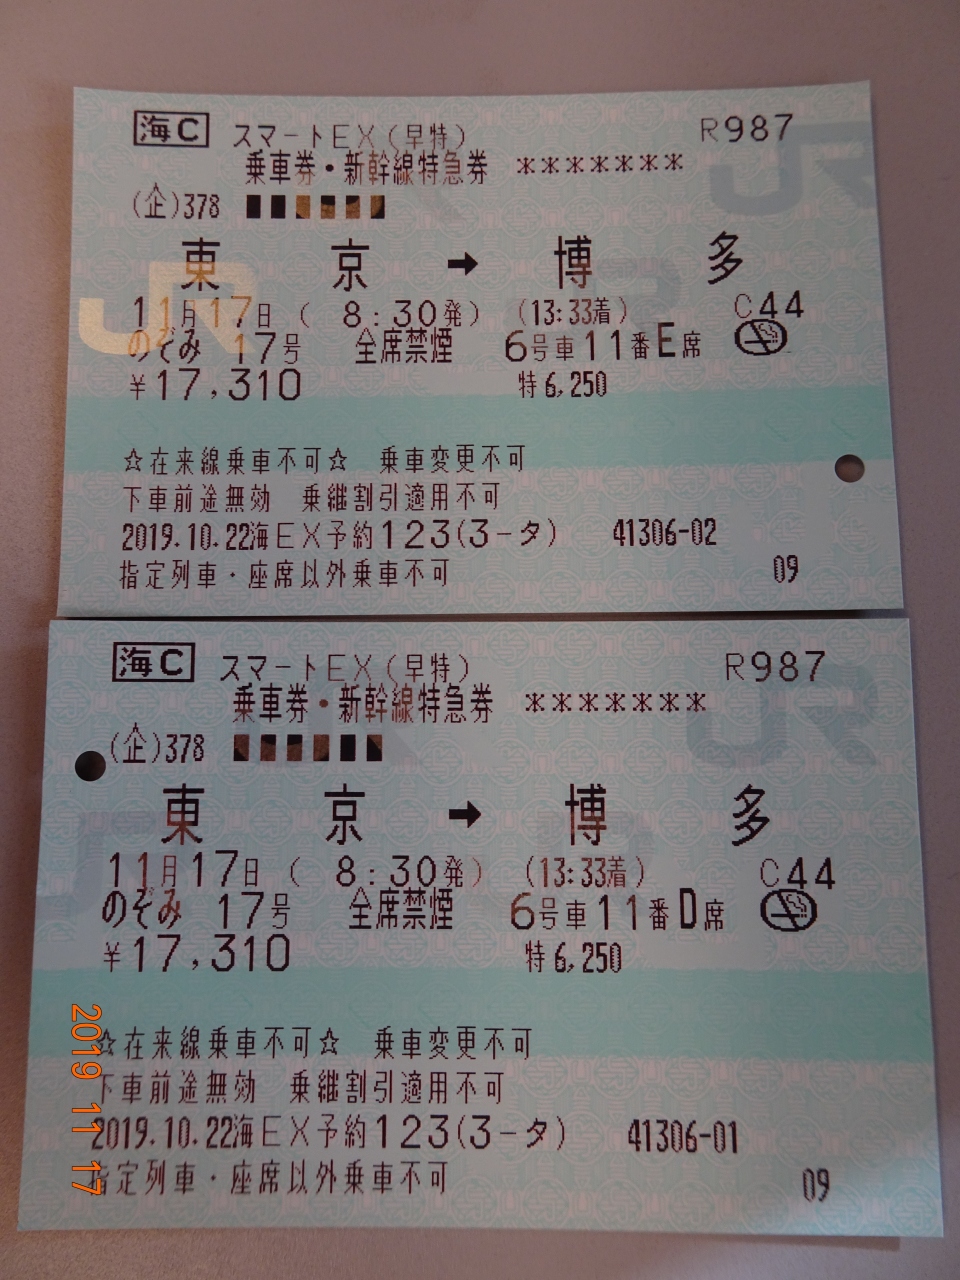 海C スマートEX(早特) R987
乗車券・新幹線特急券 *******
(企)378
東京 → 博多
11月17日 ( 8:30発) (13:33着) C44
のぞみ 17号 全席禁煙 6号車11番E席
¥17,310 特6,250
☆在来線乗車不可☆ 乗車変更不可
下車前途無効 乗継割引適用不可
2019.10.22海EX予約123(3-タ) 41306-02
指定列車・座席以外乗車不可 09
海C スマートEX(早特) R987
乗車券・新幹線特急券 *******
(企)378
東京 → 博多
11月17日 ( 8:30発) (13:33着) C44
のぞみ 17号 全席禁煙 6号車11番D席
¥17,310 特6,250
☆在来線乗車不可☆ 乗車変更不可
下車前途無効 乗継割引適用不可
2019.10.22海EX予約123(3-タ) 41306-01
指定列車・座席以外乗車不可 09
JR
JR
JR
2019 11 17